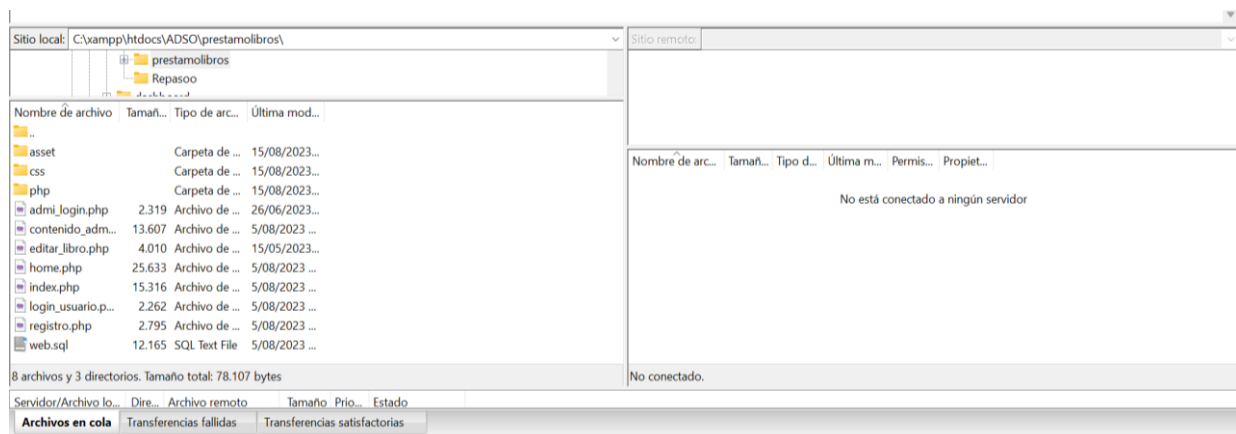 Sitio local: C:\xampp\htdocs\ADSO\prestamolibros\
prestamolibros
Repasoo
Nombre de archivo Tamañ... Tipo de arc... Última mod...
..
asset Carpeta de ... 15/08/2023...
css Carpeta de ... 15/08/2023...
php Carpeta de ... 15/08/2023...
admi_login.php 2.319 Archivo de ... 26/06/2023...
contenido_adm... 13.607 Archivo de ... 5/08/2023 ...
editar_libro.php 4.010 Archivo de ... 15/05/2023...
home.php 25.633 Archivo de ... 5/08/2023 ...
index.php 15.316 Archivo de ... 5/08/2023 ...
login_usuario.p... 2.262 Archivo de ... 5/08/2023 ...
registro.php 2.795 Archivo de ... 5/08/2023 ...
web.sql 12.165 SQL Text File 5/08/2023 ...
8 archivos y 3 directorios. Tamaño total: 78.107 bytes
Sitio remoto:
Nombre de arc... Tamañ... Tipo d... Última m... Permis... Propiet...
No está conectado a ningún servidor
No conectado.
Servidor/Archivo lo... Dire... Archivo remoto Tamaño Prio... Estado
Archivos en cola Transferencias fallidas Transferencias satisfactorias